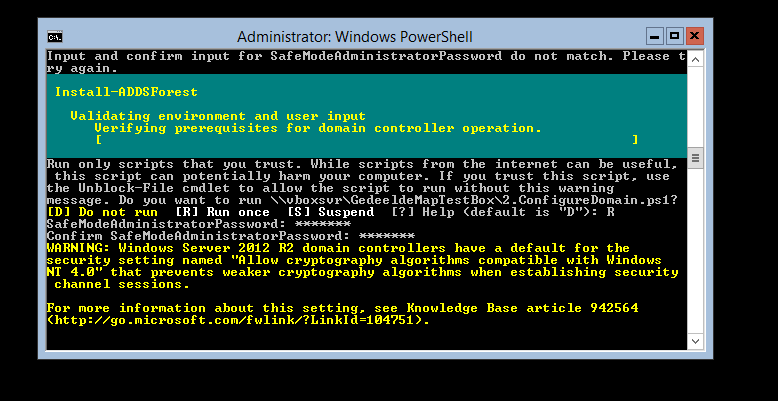 Administrator: Windows PowerShell
Input and confirm input for SafeModeAdministratorPassword do not match. Please t
ry again.
Install-ADDSForest
Validating environment and user input
Verifying prerequisites for domain controller operation.
[ ]
Run only scripts that you trust. While scripts from the internet can be useful,
this script can potentially harm your computer. If you trust this script, use
the Unblock-File cmdlet to allow the script to run without this warning
message. Do you want to run \\vboxsvr\GedeeldeMapTestBox\2.ConfigureDomain.ps1?
[D] Do not run [R] Run once [S] Suspend [?] Help (default is "D"): R
SafeModeAdministratorPassword: *******
Confirm SafeModeAdministratorPassword: *******
WARNING: Windows Server 2012 R2 domain controllers have a default for the
security setting named "Allow cryptography algorithms compatible with Windows
NT 4.0" that prevents weaker cryptography algorithms when establishing security
channel sessions.
For more information about this setting, see Knowledge Base article 942564
(http://go.microsoft.com/fwlink/?LinkId=104751).